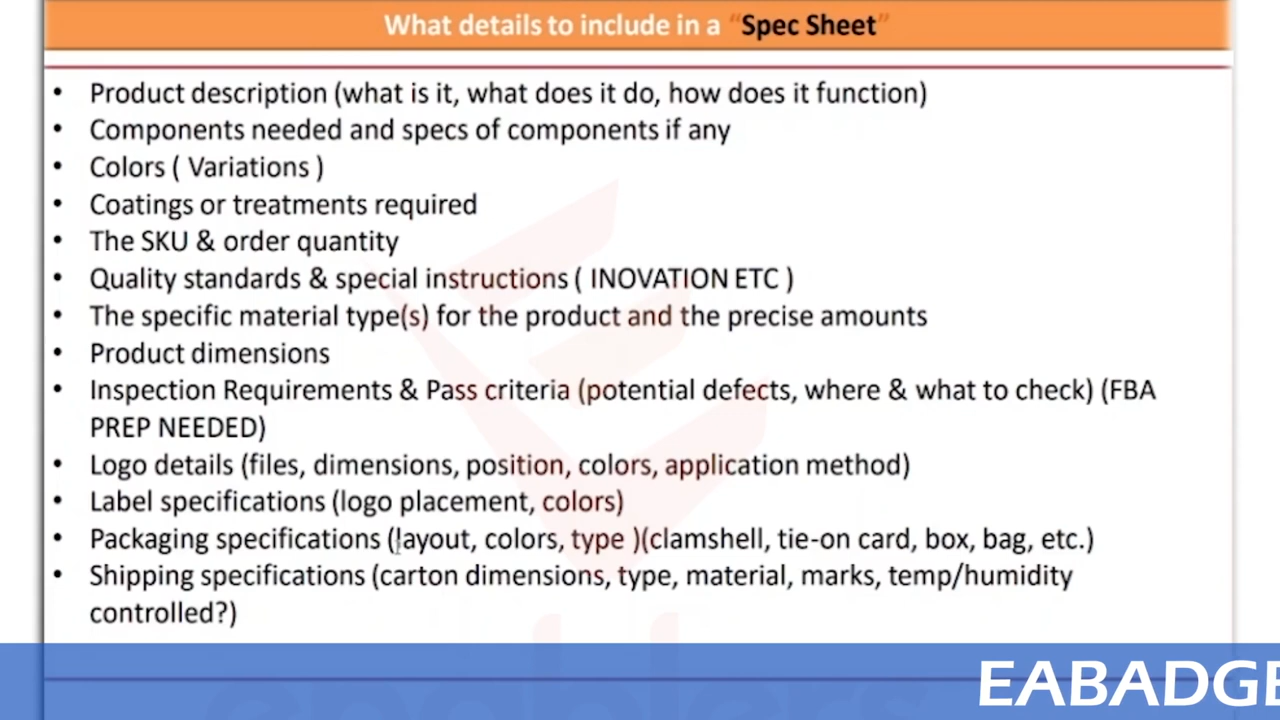 What details to include in a "Spec Sheet"
• Product description (what is it, what does it do, how does it function)
• Components needed and specs of components if any
• Colors ( Variations )
• Coatings or treatments required
• The SKU & order quantity
• Quality standards & special instructions ( INOVATION ETC )
• The specific material type(s) for the product and the precise amounts
• Product dimensions
• Inspection Requirements & Pass criteria (potential defects, where & what to check) (FBA
PREP NEEDED)
• Logo details (files, dimensions, position, colors, application method)
• Label specifications (logo placement, colors)
• Packaging specifications (layout, colors, type )(clamshell, tie-on card, box, bag, etc.)
• Shipping specifications (carton dimensions, type, material, marks, temp/humidity
controlled?)
EABADGE